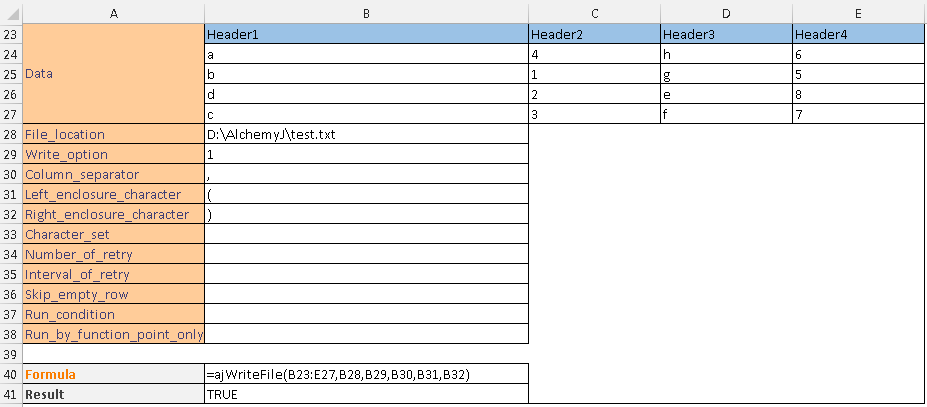 A B C D E
23 Header1 Header2 Header3 Header4
24 a 4 h 6
25 Data b 1 g 5
26 d 2 e 8
27 c 3 f 7
28 File_location D:\AlchemyJ\test.txt
29 Write_option 1
30 Column_separator ,
31 Left_enclosure_character (
32 Right_enclosure_character )
33 Character_set
34 Number_of_retry
35 Interval_of_retry
36 Skip_empty_row
37 Run_condition
38 Run_by_function_point_only
39
40 Formula =ajWriteFile(B23:E27,B28,B29,B30,B31,B32)
41 Result TRUE